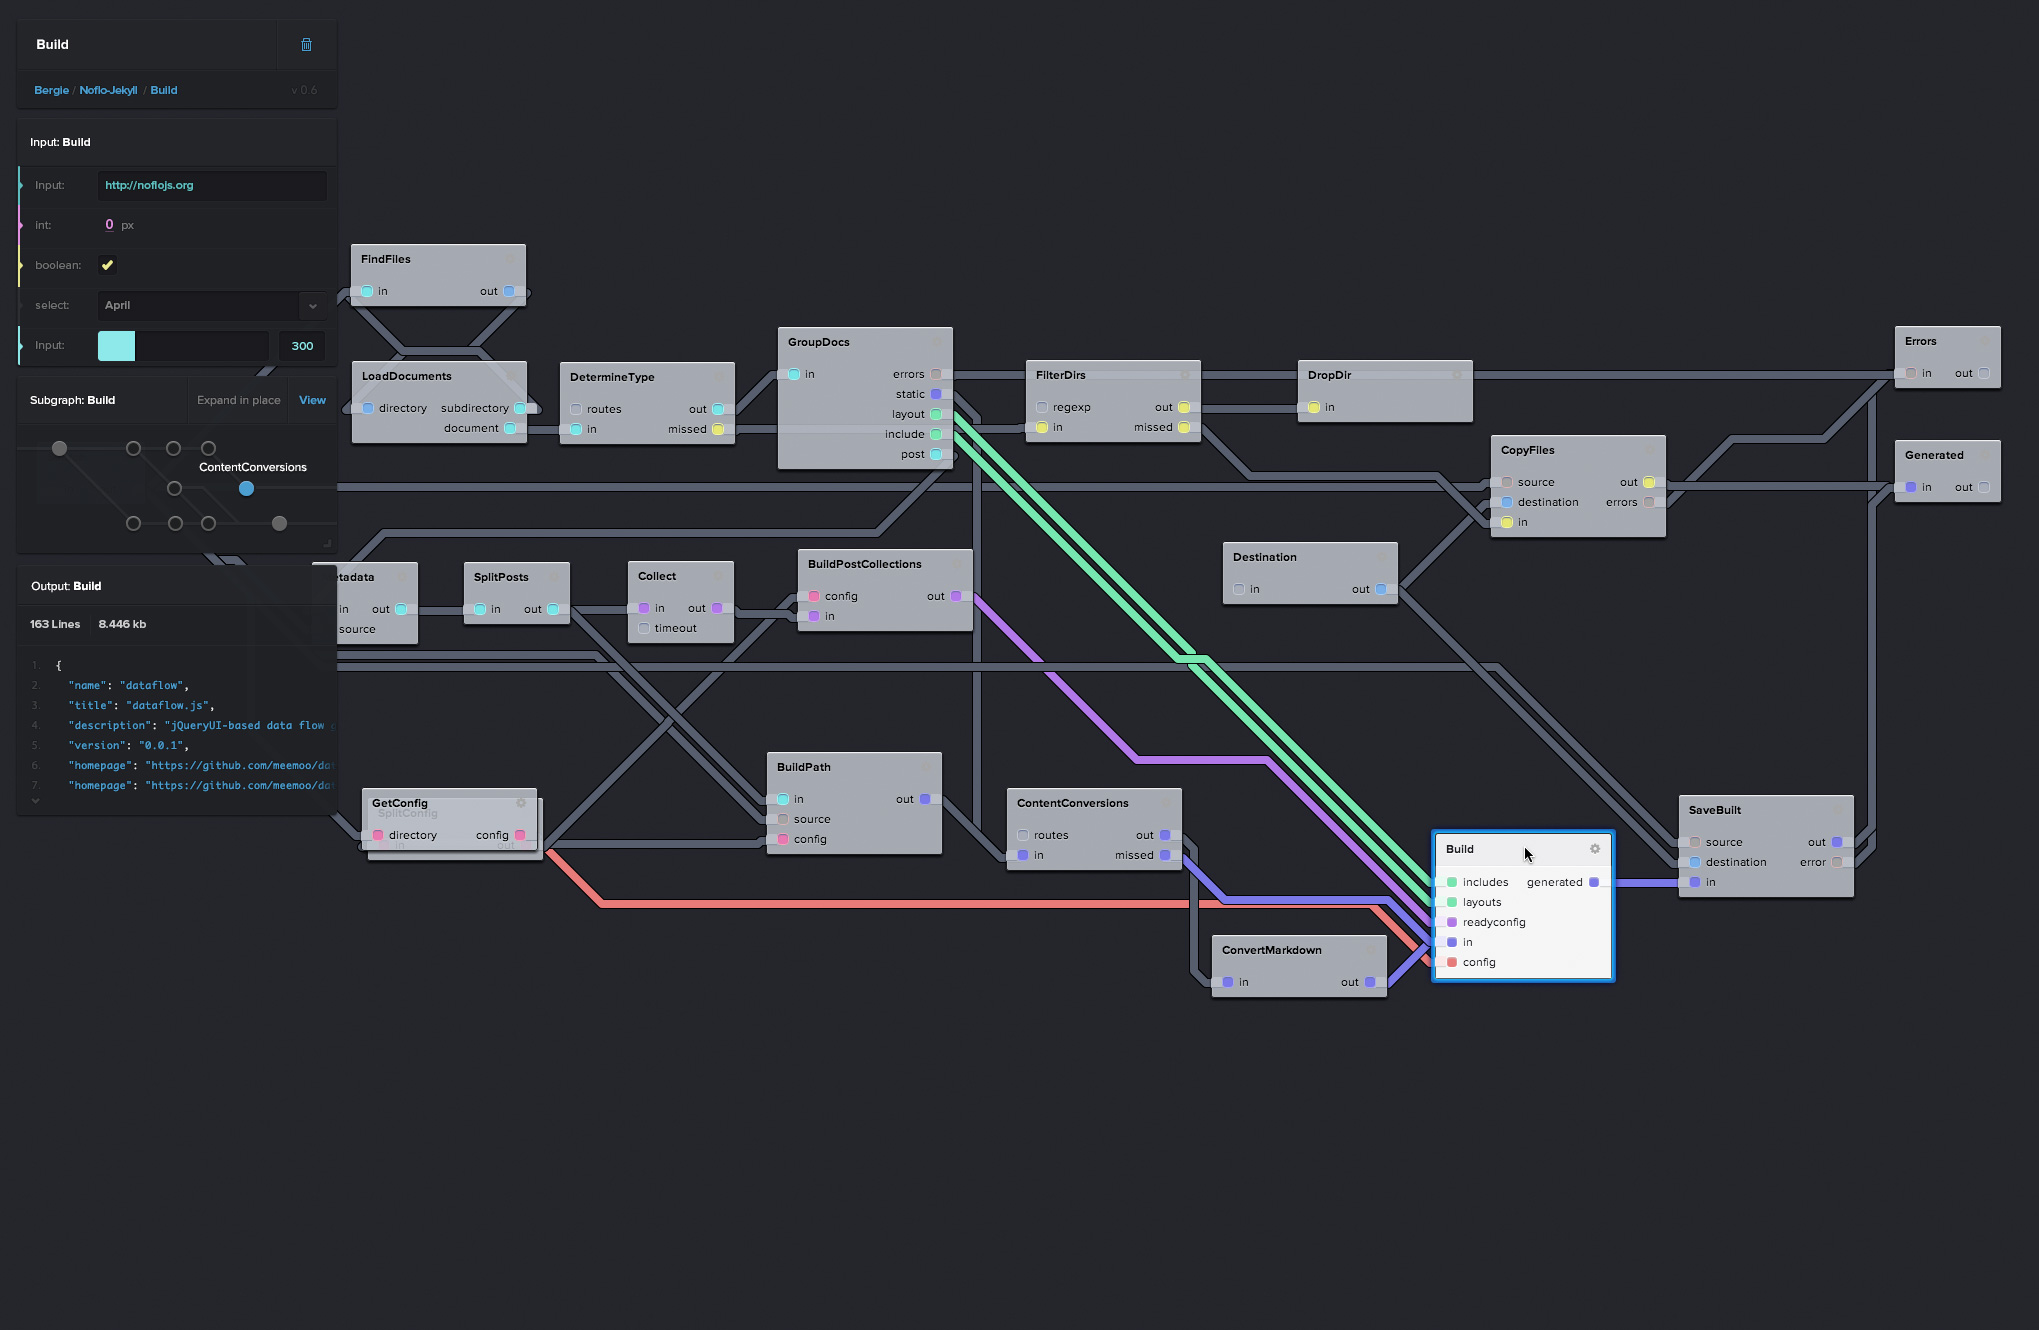 Build
Bergie / Noflo-Jekyll / Build
v 0.6
Input: Build
Input: http://noflojs.org
int: 0 px
boolean:
select: April
Input: 300
Subgraph: Build
Expand in place
View
ContentConversions
Output: Build
163 Lines
8.446 kb
1. {
2. "name": "dataflow",
3. "title": "dataflow.js",
4. "description": "jQueryUI-based data flow
5. "version": "0.0.1",
6. "homepage": "https://github.com/meemoo/da
7. "homepage": "https://github.com/meemoo/da
FindFiles
in out
LoadDocuments
directory subdirectory
document
DetermineType
routes out
in missed
GroupDocs
in errors
static
layout
include
post
FilterDirs
regexp out
in missed
DropDir
in
Errors
in out
CopyFiles
source out
destination errors
in
Generated
in out
Destination
in out
etadata
in out
source
SplitPosts
in out
Collect
in out
timeout
BuildPostCollections
config out
in
GetConfig
SplitConfig
directory config
in out
BuildPath
in out
source
config
ContentConversions
routes out
in missed
ConvertMarkdown
in out
Build
includes generated
layouts
readyconfig
in
config
SaveBuilt
source out
destination error
in